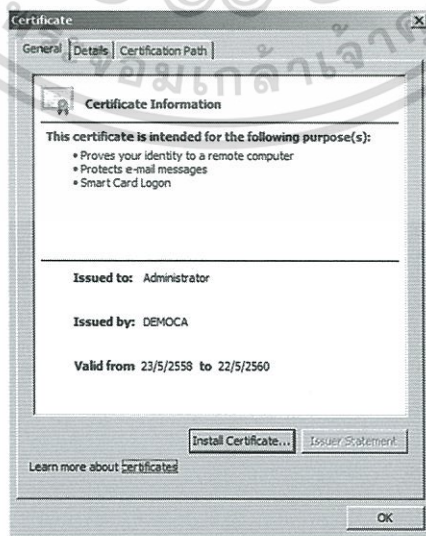 Certificate
General Details Certification Path
Certificate Information
This certificate is intended for the following purpose(s):
• Proves your identity to a remote computer
• Protects e-mail messages
• Smart Card Logon
Issued to: Administrator
Issued by: DEMOCA
Valid from 23/5/2558 to 22/5/2560
Install Certificate... Issuer Statement
Learn more about certificates
OK